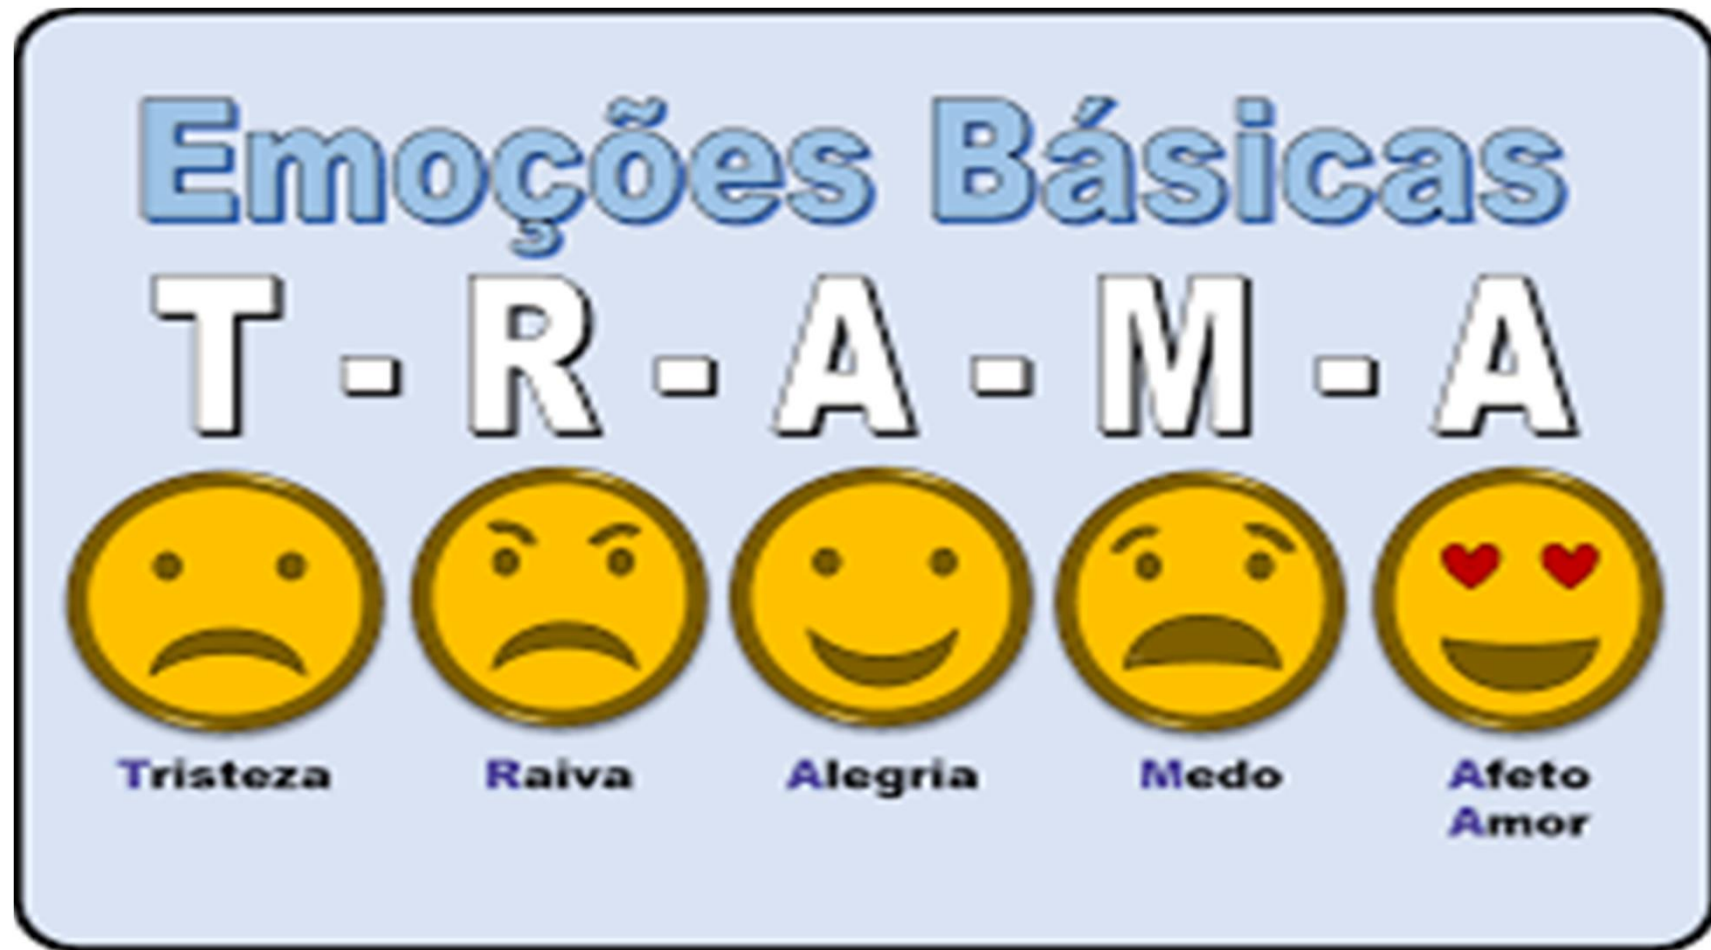 Emoções Básicas
T - R - A - M - A
Tristeza Raiva Alegria Medo Afeto
Amor